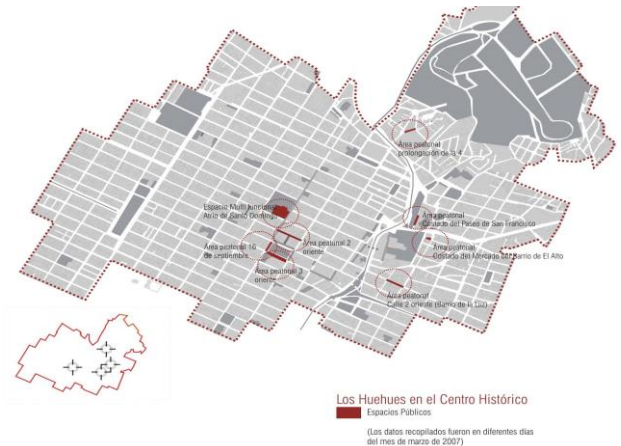 Área peatonal
prolongación de la 4
Espacio Multifuncional
Atrio de Santo Domingo
Área peatonal
Costado del Paseo de San Francisco
Área peatonal 16
de septiembre
Área peatonal 2
oriente
Área peatonal
Costado del Mercado del Barrio de El Alto
Área peatonal 3
oriente
Área peatonal
Calle 2 oriente (Barrio de la Luz)
Los Huehues en el Centro Histórico
Espacios Públicos
(Los datos recopilados fueron en diferentes días
del mes de marzo de 2007)